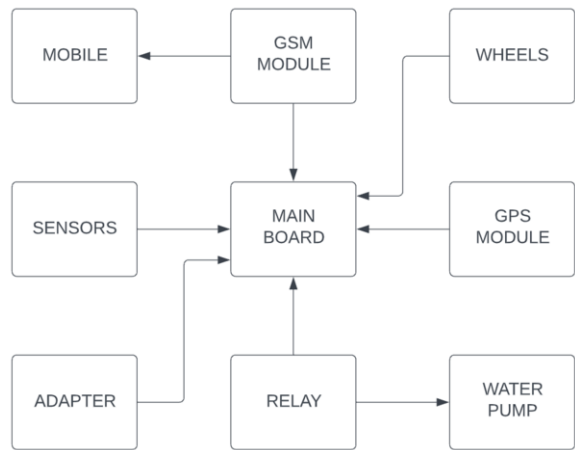 MOBILE
GSM
MODULE
WHEELS
SENSORS
MAIN
BOARD
GPS
MODULE
ADAPTER
RELAY
WATER
PUMP